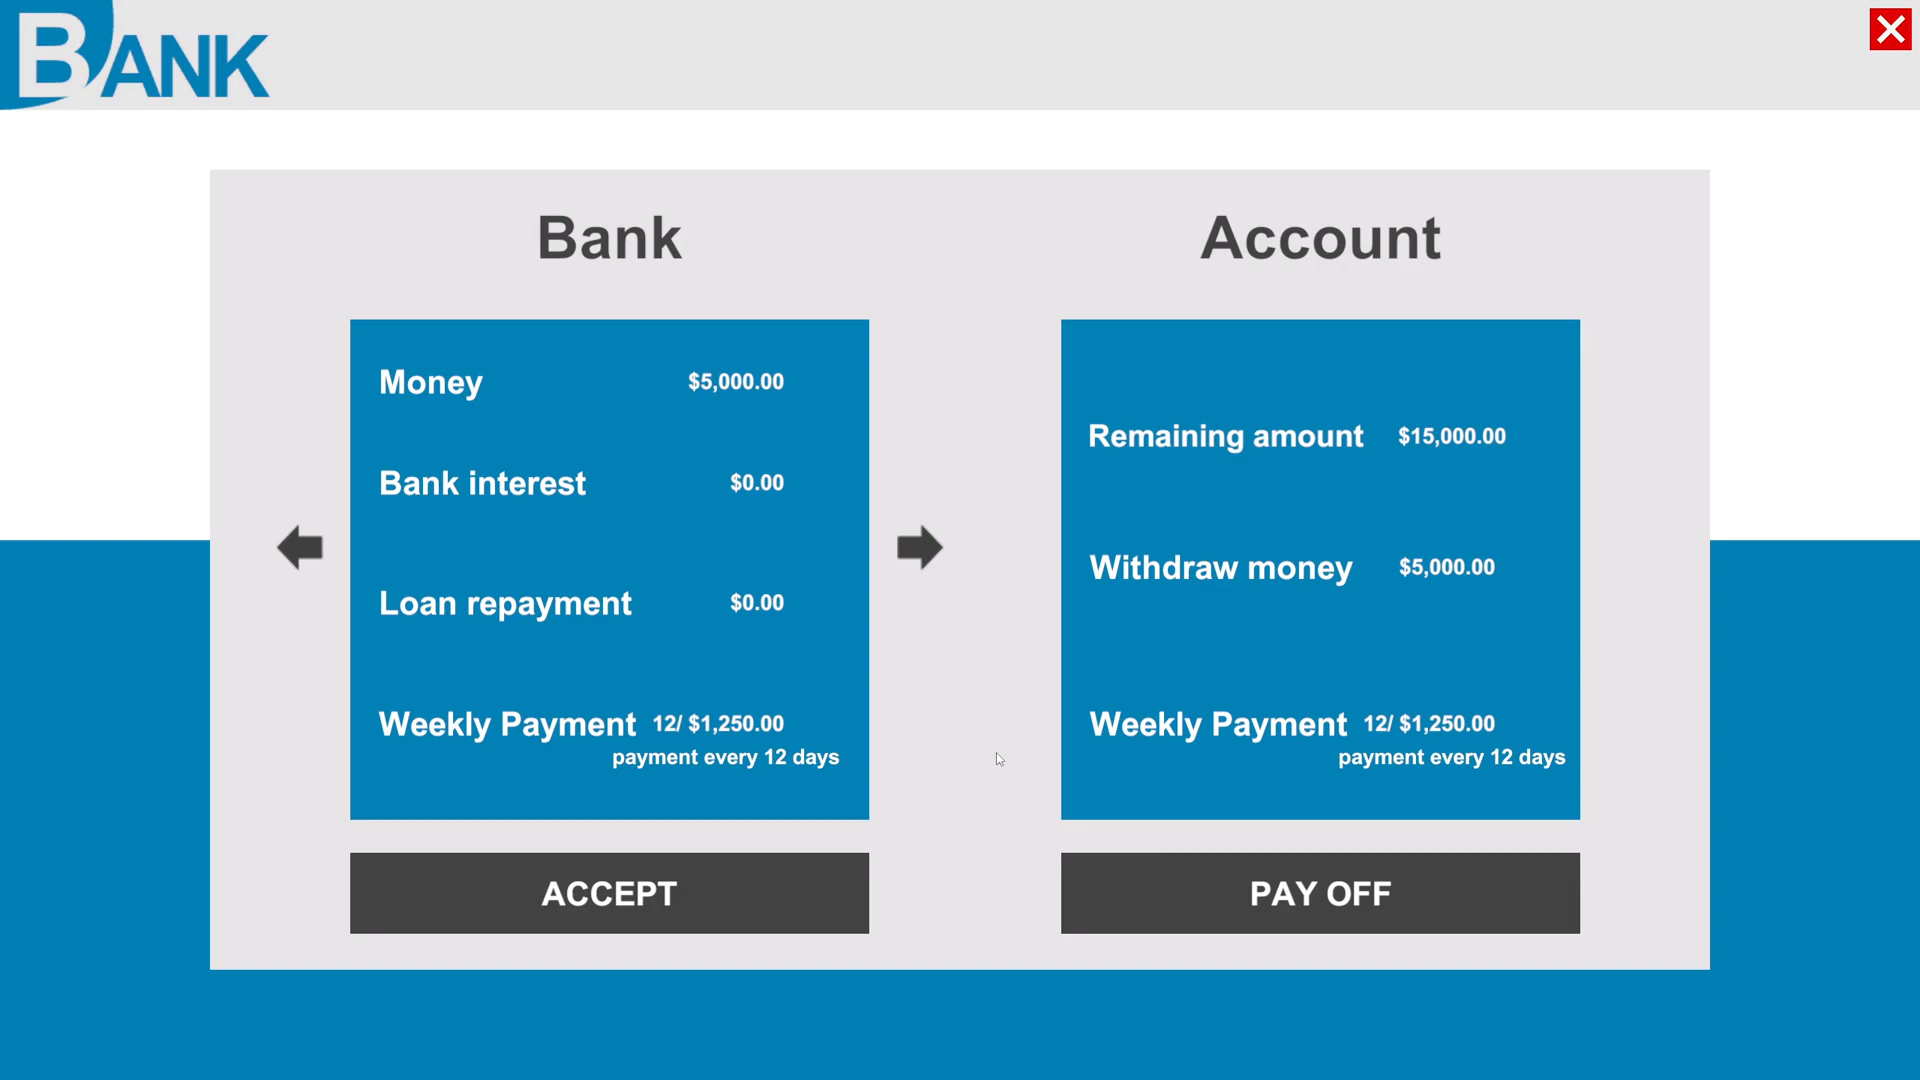 BANK
Bank
Account
Money $5,000.00
Bank interest $0.00
Loan repayment $0.00
Weekly Payment 12/ $1,250.00
payment every 12 days
Remaining amount $15,000.00
Withdraw money $5,000.00
Weekly Payment 12/ $1,250.00
payment every 12 days
ACCEPT
PAY OFF